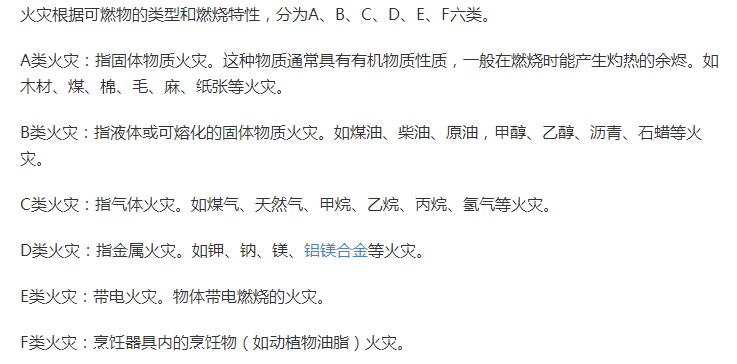 火灾根据可燃物的类型和燃烧特性，分为A、B、C、D、E、F六类。
A类火灾：指固体物质火灾。这种物质通常具有有机物质性质，一般在燃烧时能产生灼热的余烬。如
木材、煤、棉、毛、麻、纸张等火灾。
B类火灾：指液体或可熔化的固体物质火灾。如煤油、柴油、原油，甲醇、乙醇、沥青、石蜡等火
灾。
C类火灾：指气体火灾。如煤气、天然气、甲烷、乙烷、丙烷、氢气等火灾。
D类火灾：指金属火灾。如钾、钠、镁、铝镁合金等火灾。
E类火灾：带电火灾。物体带电燃烧的火灾。
F类火灾：烹饪器具内的烹饪物（如动植物油脂）火灾。